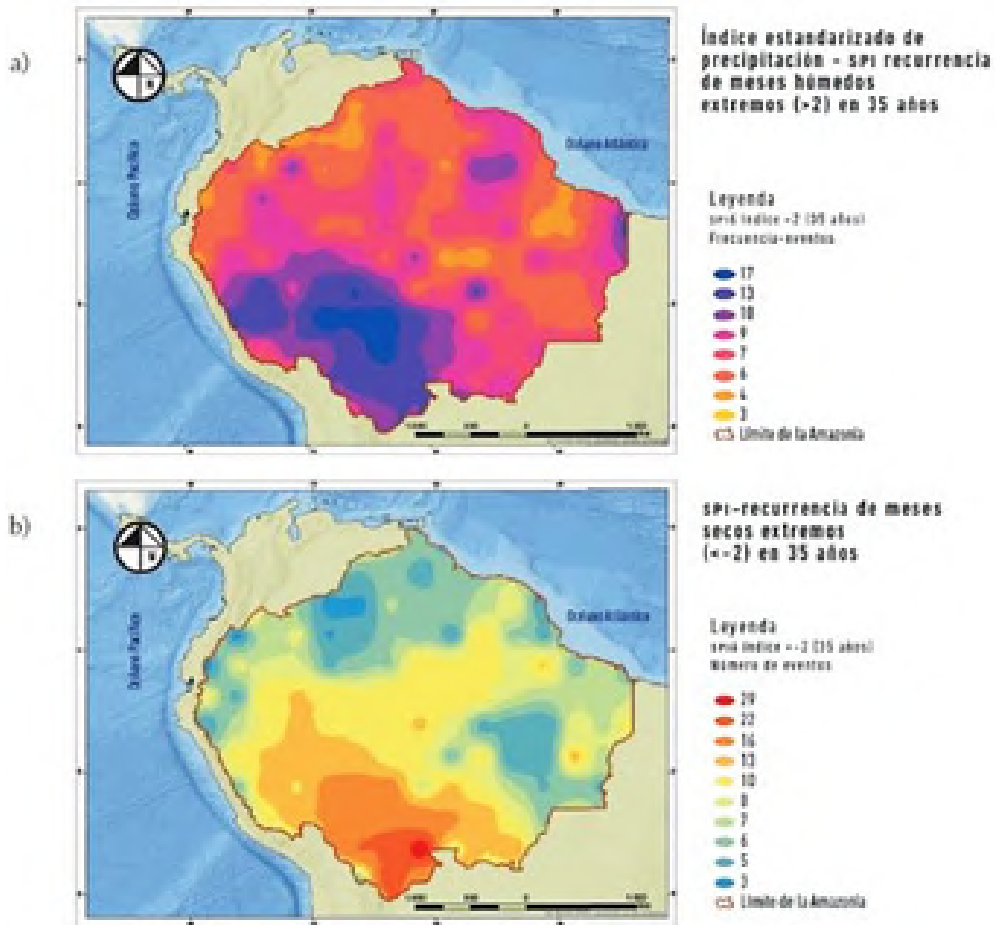 a)
Índice estandarizado de
precipitación - SPI recurrencia
de meses húmedos
extremos (>2) en 35 años
Océano Atlántico
Océano Pacífico
Leyenda
Frecuencia-eventos
17
13
10
9
7
6
4
3
Límite de la Amazonía
b)
SPI-recurrencia de meses
secos extremos
(<-2) en 35 años
Océano Atlántico
Océano Pacífico
Leyenda
Número de eventos
29
22
16
13
10
8
7
6
5
3
Límite de la Amazonía